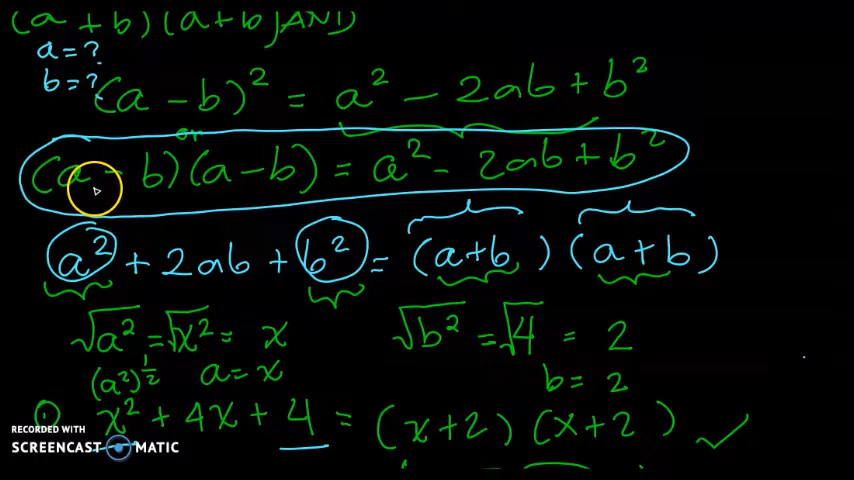 (a + b)(a+b) AND
a = ?
b = ?
(a - b)² = a² - 2ab + b²
or
(a - b)(a - b) = a² - 2ab + b²
a² + 2ab + b² = (a+b)(a+b)
√a² = √x² = x √b² = √4 = 2
(a²)^1/2 a = x b = 2
① x² + 4x + 4 = (x+2)(x+2) ✓
RECORDED WITH
SCREENCAST MATIC